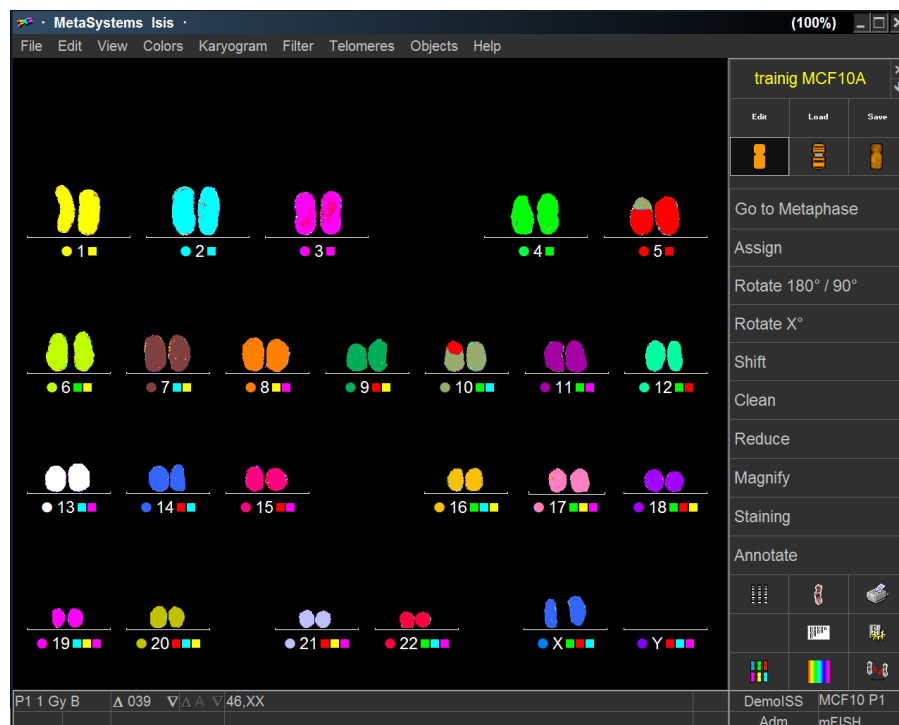 · MetaSystems Isis · (100%)
File Edit View Colors Karyogram Filter Telomeres Objects Help
trainig MCF10A
Edit Load Save
Go to Metaphase
Assign
Rotate 180° / 90°
Rotate X°
Shift
Clean
Reduce
Magnify
Staining
Annotate
1 2 3 4 5
6 7 8 9 10 11 12
13 14 15 16 17 18
19 20 21 22 X Y
P1 1 Gy B Δ 039 ∇ Δ A ∇ 46,XX
DemoISS MCF10 P1
Adm mFISH